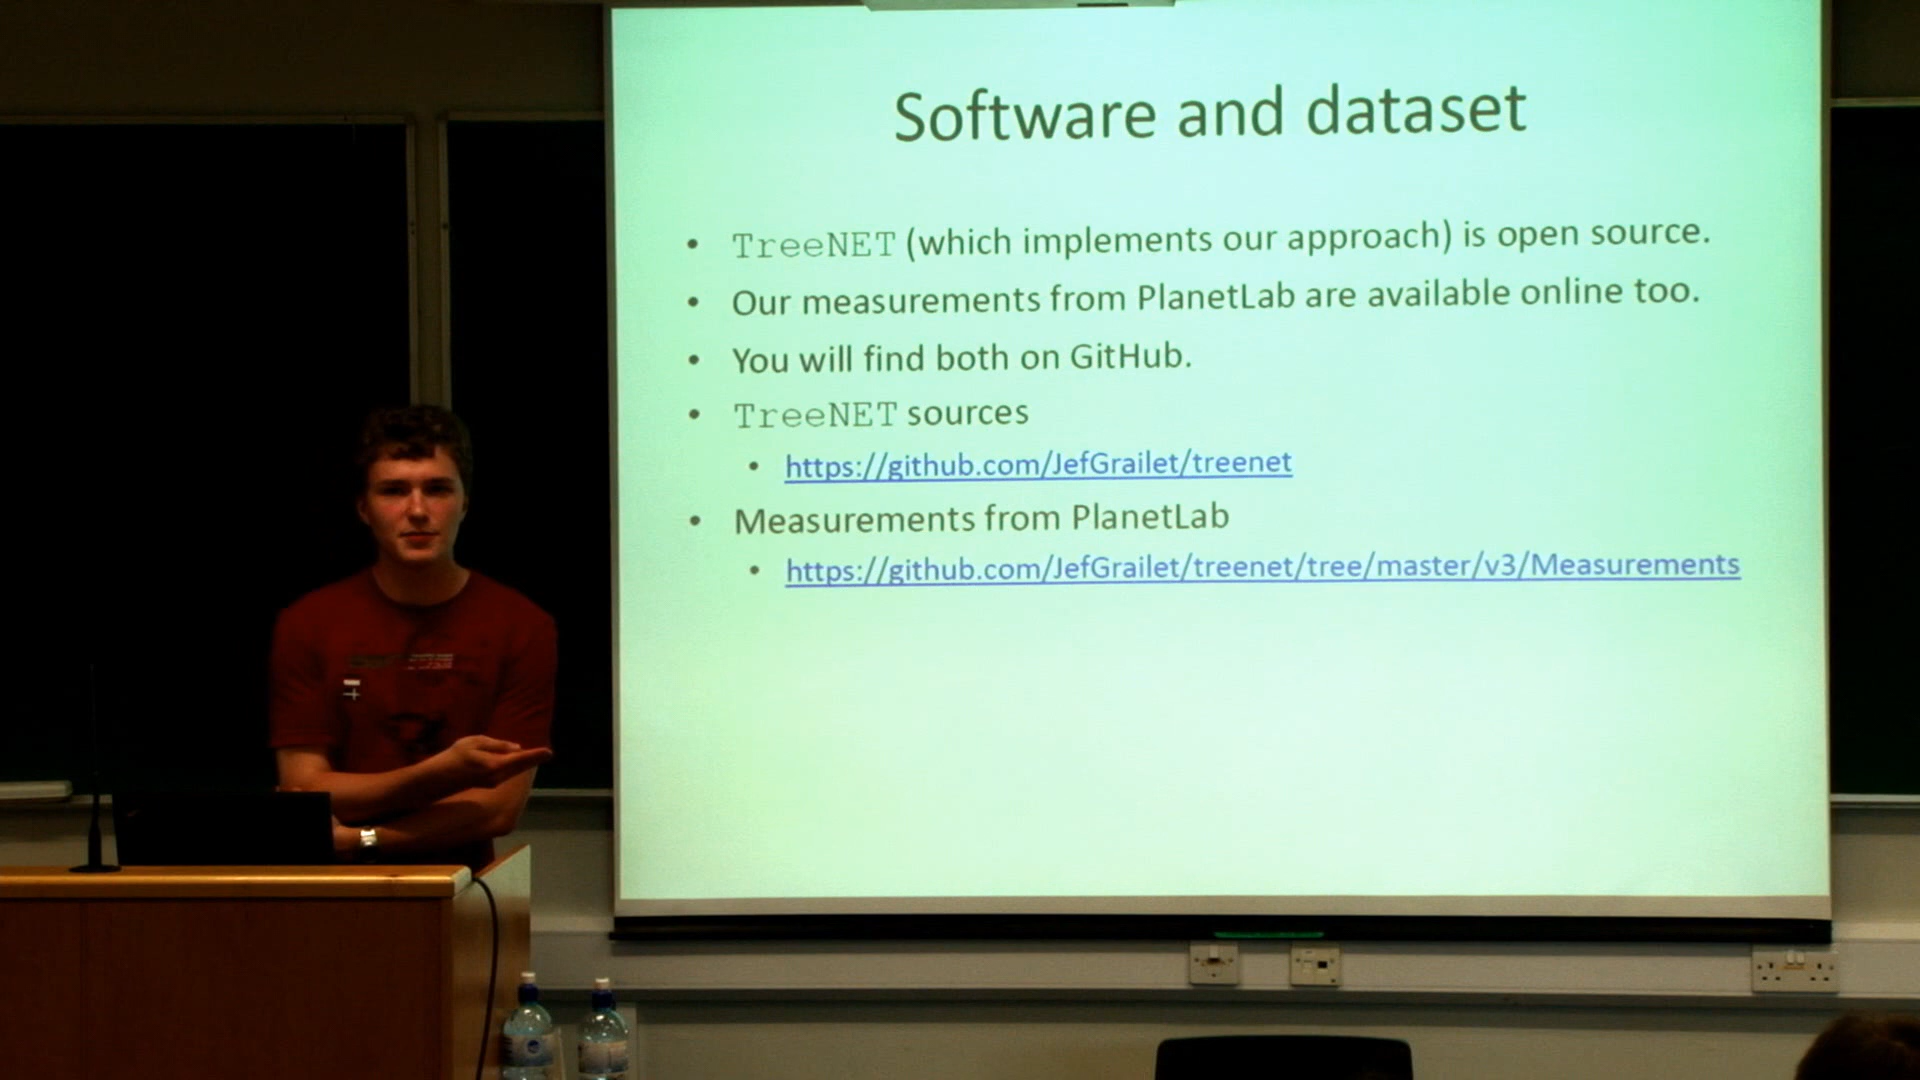 Software and dataset
• TreeNET (which implements our approach) is open source.
• Our measurements from PlanetLab are available online too.
• You will find both on GitHub.
• TreeNET sources
• https://github.com/JefGrailet/treenet
• Measurements from PlanetLab
• https://github.com/JefGrailet/treenet/tree/master/v3/Measurements